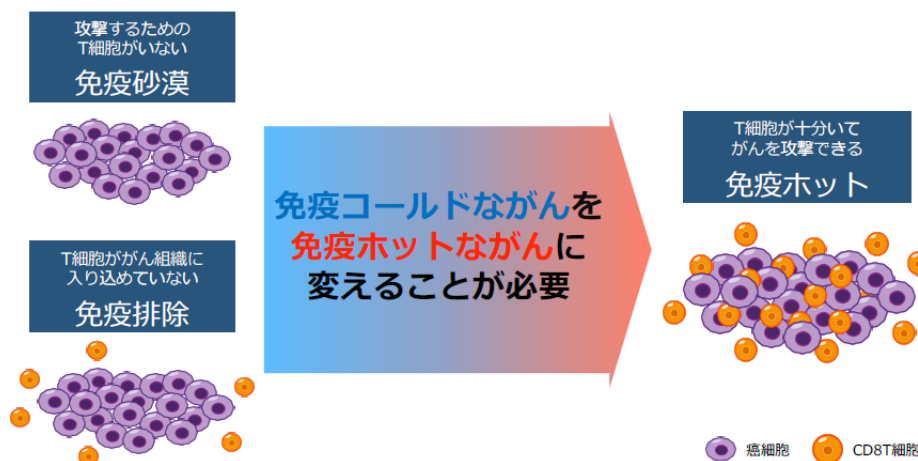 攻撃するための
T細胞がいない
免疫砂漠
T細胞ががん組織に
入り込めていない
免疫排除
免疫コールドながんを
免疫ホットながんに
変えることが必要
T細胞が十分いて
がんを攻撃できる
免疫ホット
癌細胞
CD8T細胞